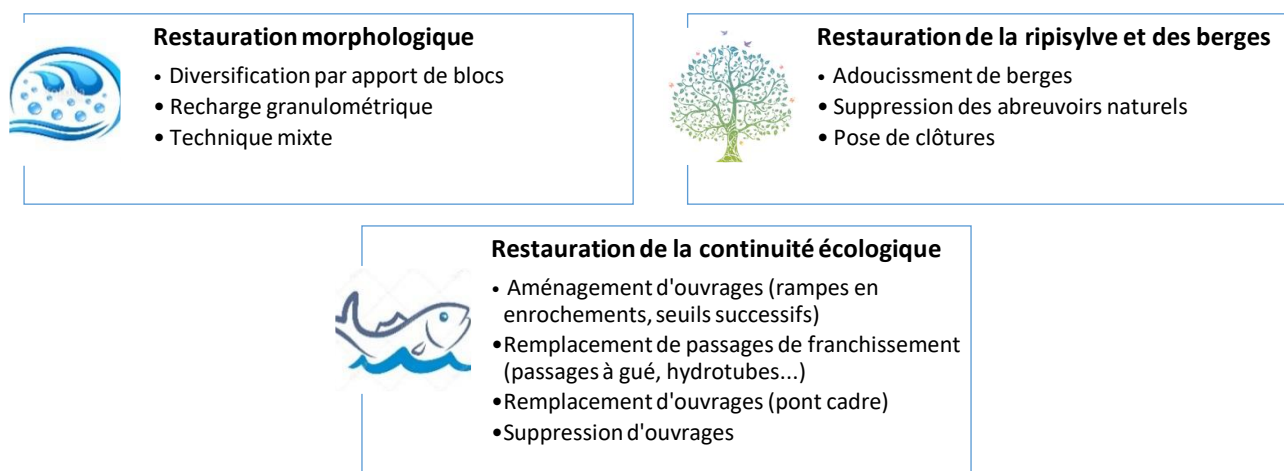 Restauration morphologique
• Diversification par apport de blocs
• Recharge granulométrique
• Technique mixte
Restauration de la ripisylve et des berges
• Adoucissment de berges
• Suppression des abreuvoirs naturels
• Pose de clôtures
Restauration de la continuité écologique
• Aménagement d'ouvrages (rampes en
enrochements, seuils successifs)
•Remplacement de passages de franchissement
(passages à gué, hydrotubes...)
•Remplacement d'ouvrages (pont cadre)
•Suppression d'ouvrages